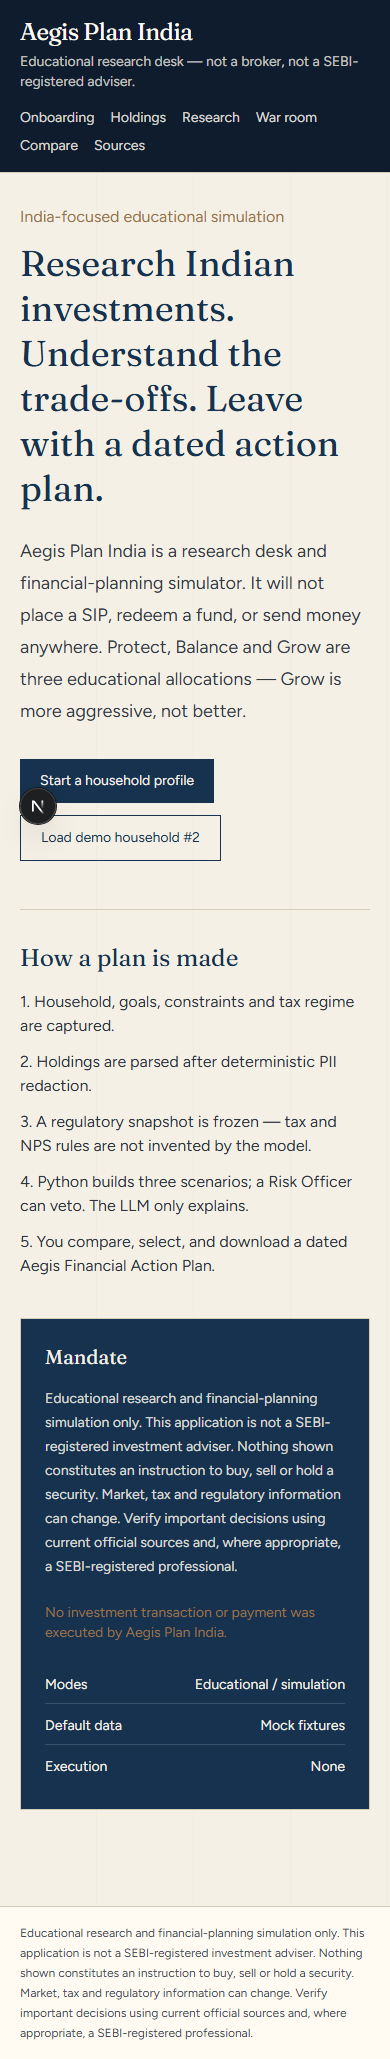 Aegis Plan India
Educational research desk — not a broker, not a SEBI-
registered adviser.
Onboarding Holdings Research War room
Compare Sources
India-focused educational simulation
Research Indian
investments.
Understand the
trade-offs. Leave
with a dated action
plan.
Aegis Plan India is a research desk and
financial-planning simulator. It will not
place a SIP, redeem a fund, or send money
anywhere. Protect, Balance and Grow are
three educational allocations — Grow is
more aggressive, not better.
Start a household profile
N
Load demo household #2
How a plan is made
1. Household, goals, constraints and tax regime
are captured.
2. Holdings are parsed after deterministic PII
redaction.
3. A regulatory snapshot is frozen — tax and
NPS rules are not invented by the model.
4. Python builds three scenarios; a Risk Officer
can veto. The LLM only explains.
5. You compare, select, and download a dated
Aegis Financial Action Plan.
Mandate
Educational research and financial-planning
simulation only. This application is not a SEBI-
registered investment adviser. Nothing shown
constitutes an instruction to buy, sell or hold a
security. Market, tax and regulatory information
can change. Verify important decisions using
current official sources and, where appropriate,
a SEBI-registered professional.
No investment transaction or payment was
executed by Aegis Plan India.
Modes Educational / simulation
Default data Mock fixtures
Execution None
Educational research and financial-planning simulation only. This
application is not a SEBI-registered investment adviser. Nothing
shown constitutes an instruction to buy, sell or hold a security.
Market, tax and regulatory information can change. Verify
important decisions using current official sources and, where
appropriate, a SEBI-registered professional.